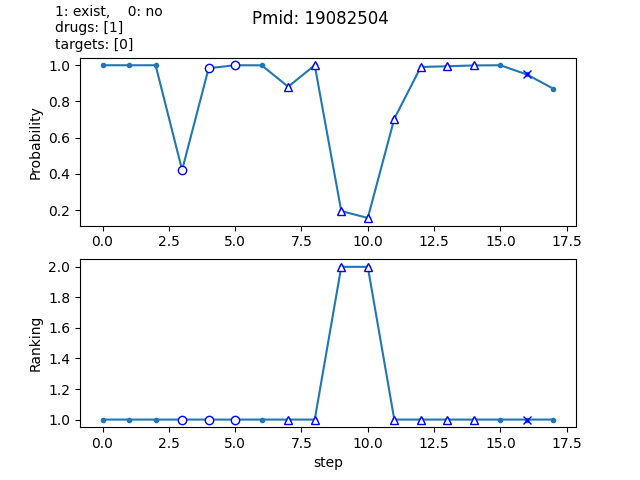 1: exist,    0: no
drugs: [1]
targets: [0]
Pmid: 19082504
Probability
1.0
0.8
0.6
0.4
0.2
0.0 2.5 5.0 7.5 10.0 12.5 15.0 17.5
Ranking
2.0
1.8
1.6
1.4
1.2
1.0
0.0 2.5 5.0 7.5 10.0 12.5 15.0 17.5
step